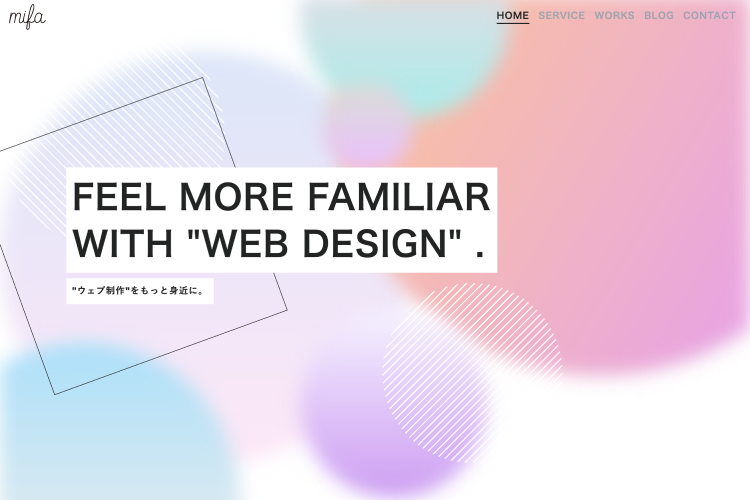 mifa
HOME SERVICE WORKS BLOG CONTACT
FEEL MORE FAMILIAR
WITH "WEB DESIGN" .
"ウェブ制作"をもっと身近に。